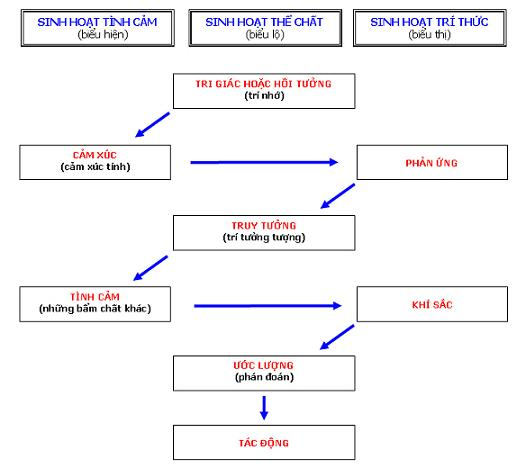 SINH HOẠT TÌNH CẢM
(biểu hiện)
SINH HOẠT THỂ CHẤT
(biểu lộ)
SINH HOẠT TRÍ THỨC
(biểu thị)
TRI GIÁC HOẶC HỒI TƯỞNG
(trí nhớ)
CẢM XÚC
(cảm xúc tính)
PHẢN ỨNG
TRUY TƯỞNG
(trí tưởng tượng)
TÌNH CẢM
(những bẩm chất khác)
KHÍ SẮC
ƯỚC LƯỢNG
(phán đoán)
TÁC ĐỘNG